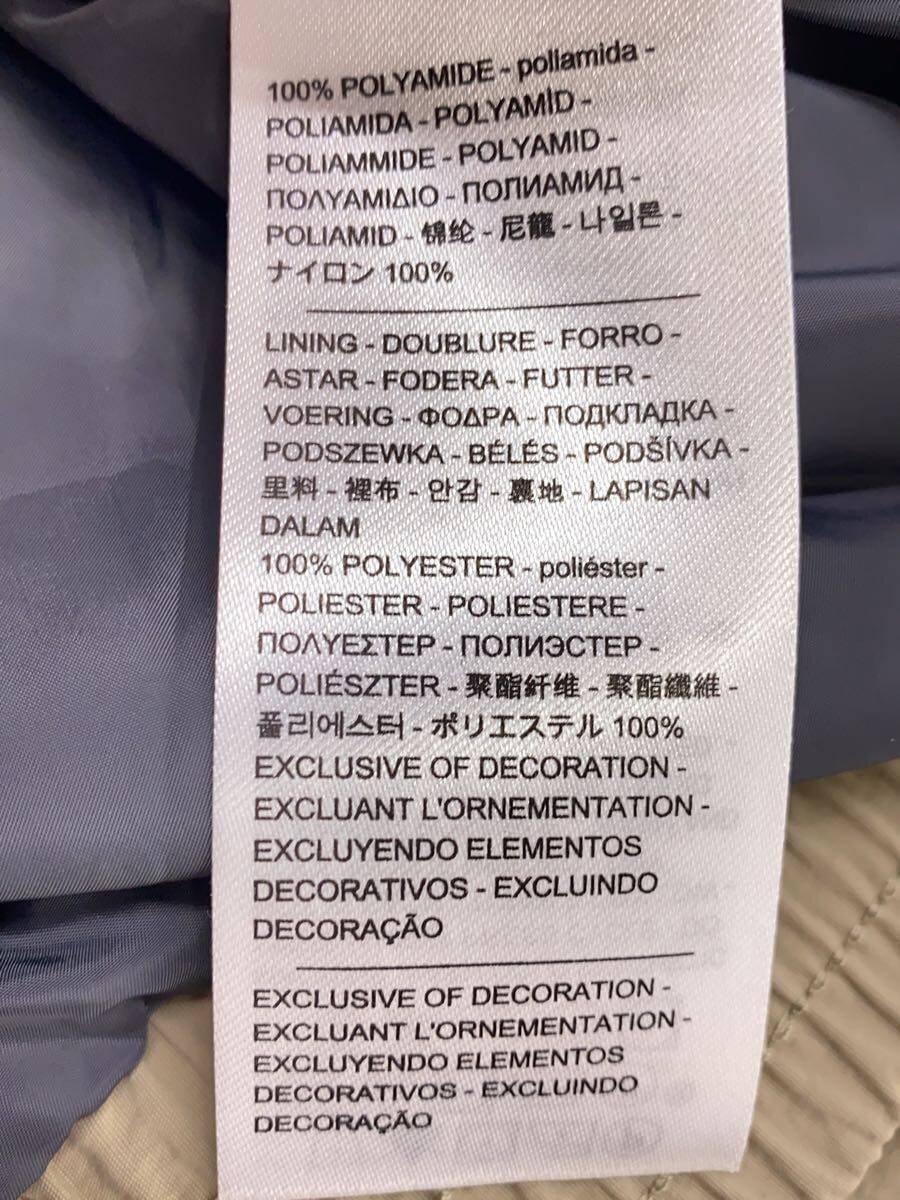 100% POLYAMIDE - poliamida -
POLIAMIDA - POLYAMİD -
POLIAMMIDE - POLYAMID -
ΠΟΛΥΑΜΙΔΙΟ - ПОЛИАМИД -
POLIAMID - 锦纶 - 尼龍 - 나일론 -
ナイロン 100%
LINING - DOUBLURE - FORRO -
ASTAR - FODERA - FUTTER -
VOERING - ΦΟΔΡΑ - ПОДКЛАДКА -
PODSZEWKA - BÉLÉS - PODŠÍVKA -
里料 - 裡布 - 안감 - 裏地 - LAPISAN
DALAM
100% POLYESTER - poliéster -
POLIESTER - POLIESTERE -
ΠΟΛΥΕΣΤΕΡ - ПОЛИЭСТЕР -
POLIÉSZTER - 聚酯纤维 - 聚酯纖維 -
폴리에스터 - ポリエステル 100%
EXCLUSIVE OF DECORATION -
EXCLUANT L'ORNEMENTATION -
EXCLUYENDO ELEMENTOS
DECORATIVOS - EXCLUINDO
DECORAÇÃO
EXCLUSIVE OF DECORATION -
EXCLUANT L'ORNEMENTATION -
EXCLUYENDO ELEMENTOS
DECORATIVOS - EXCLUINDO
DECORAÇÃO